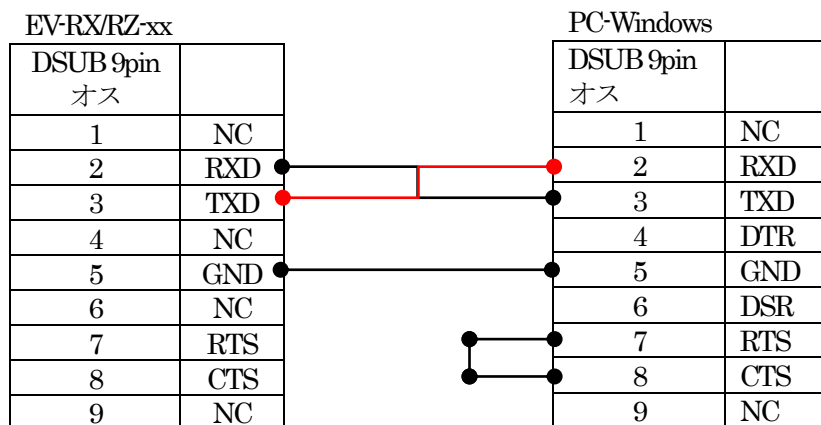 EV-RX/RZ-xx
DSUB 9pin
オス
1 NC
2 RXD
3 TXD
4 NC
5 GND
6 NC
7 RTS
8 CTS
9 NC
PC-Windows
DSUB 9pin
オス
1 NC
2 RXD
3 TXD
4 DTR
5 GND
6 DSR
7 RTS
8 CTS
9 NC